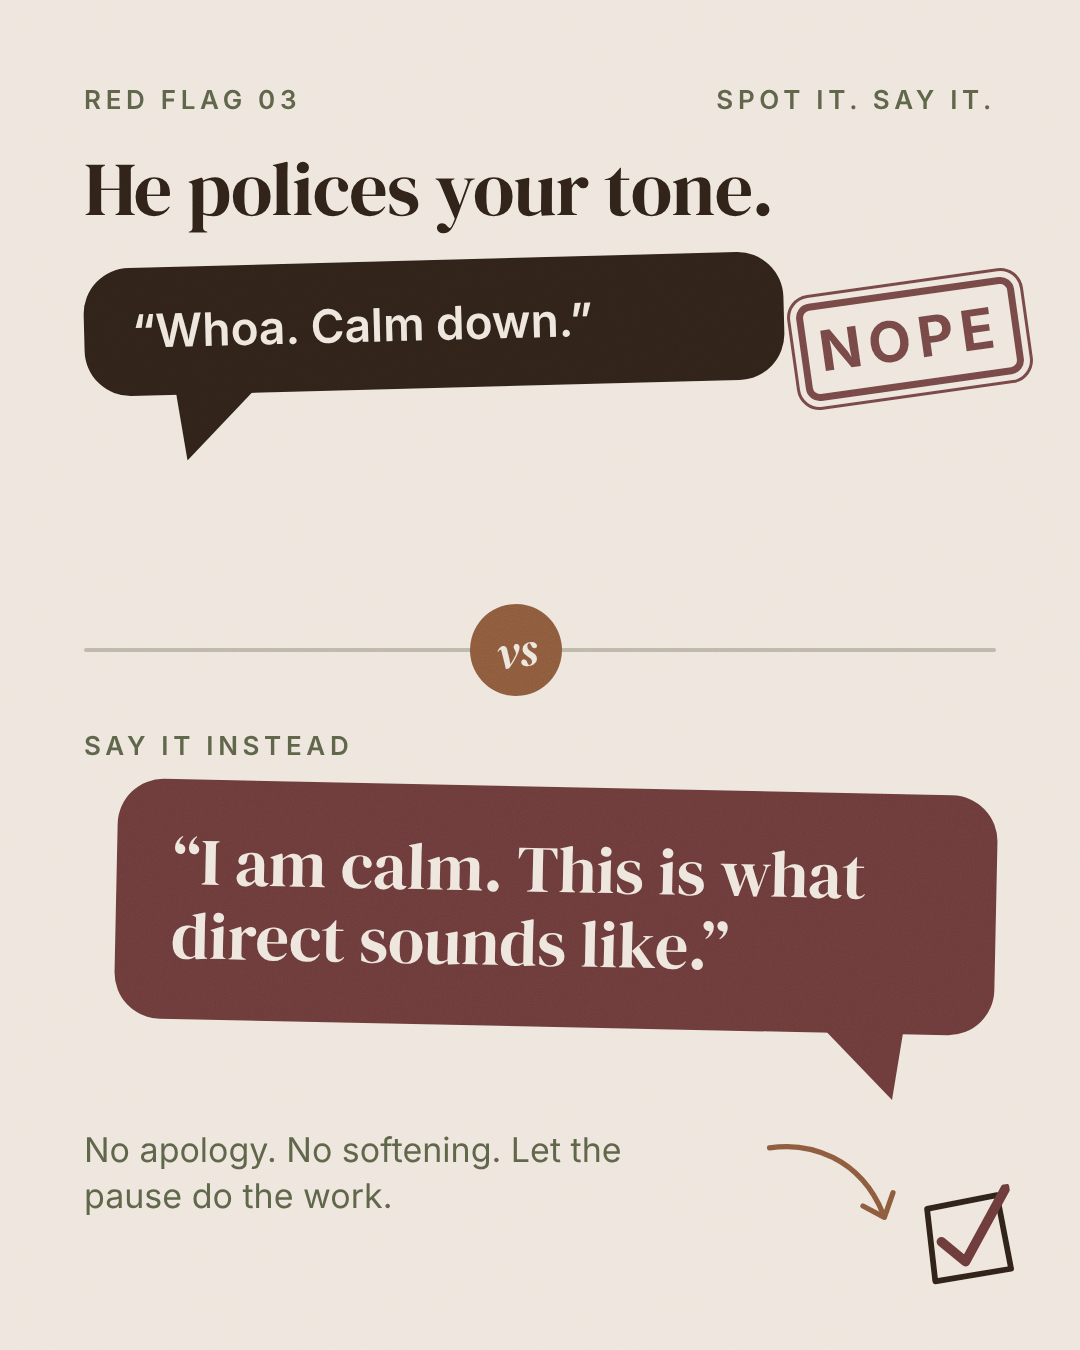 RED FLAG 03
SPOT IT. SAY IT.
He polices your tone.
“Whoa. Calm down.”
NOPE
vs
SAY IT INSTEAD
“I am calm. This is what
direct sounds like.”
No apology. No softening. Let the
pause do the work.